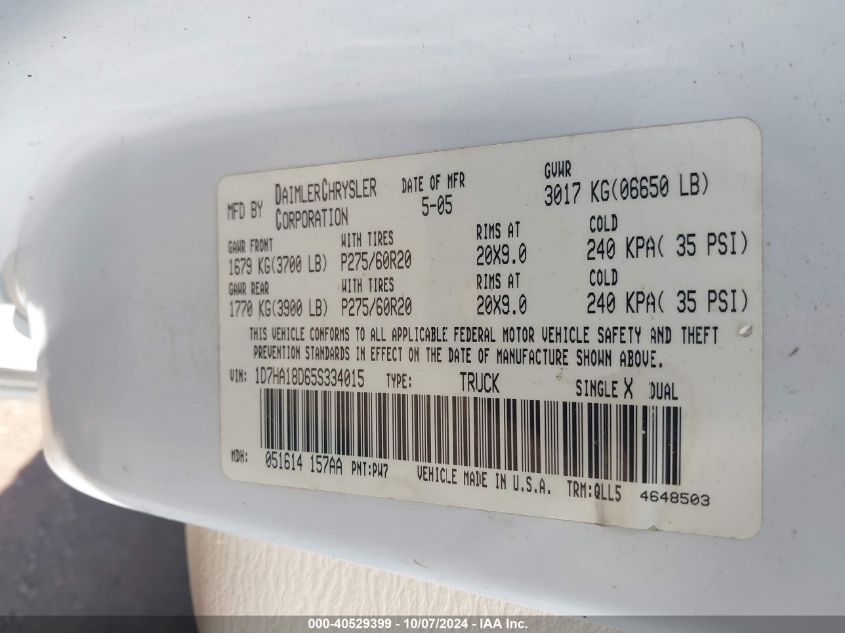 MFD BY DAIMLERCHRYSLER CORPORATION DATE OF MFR 5-05 GVWR 3017 KG(06650 LB)
GAWR FRONT WITH TIRES RIMS AT COLD
1679 KG(3700 LB) P275/60R20 20X9.0 240 KPA( 35 PSI)
GAWR REAR WITH TIRES RIMS AT COLD
1770 KG(3900 LB) P275/60R20 20X9.0 240 KPA( 35 PSI)
THIS VEHICLE CONFORMS TO ALL APPLICABLE FEDERAL MOTOR VEHICLE SAFETY AND THEFT
PREVENTION STANDARDS IN EFFECT ON THE DATE OF MANUFACTURE SHOWN ABOVE.
VIN: 1D7HA18D65S334015 TYPE: TRUCK SINGLE X DUAL
MDH: 051614 157AA PNT:PW7 VEHICLE MADE IN U.S.A. TRM:QLL5 4648503
000-40529399 - 10/07/2024 - IAA Inc.